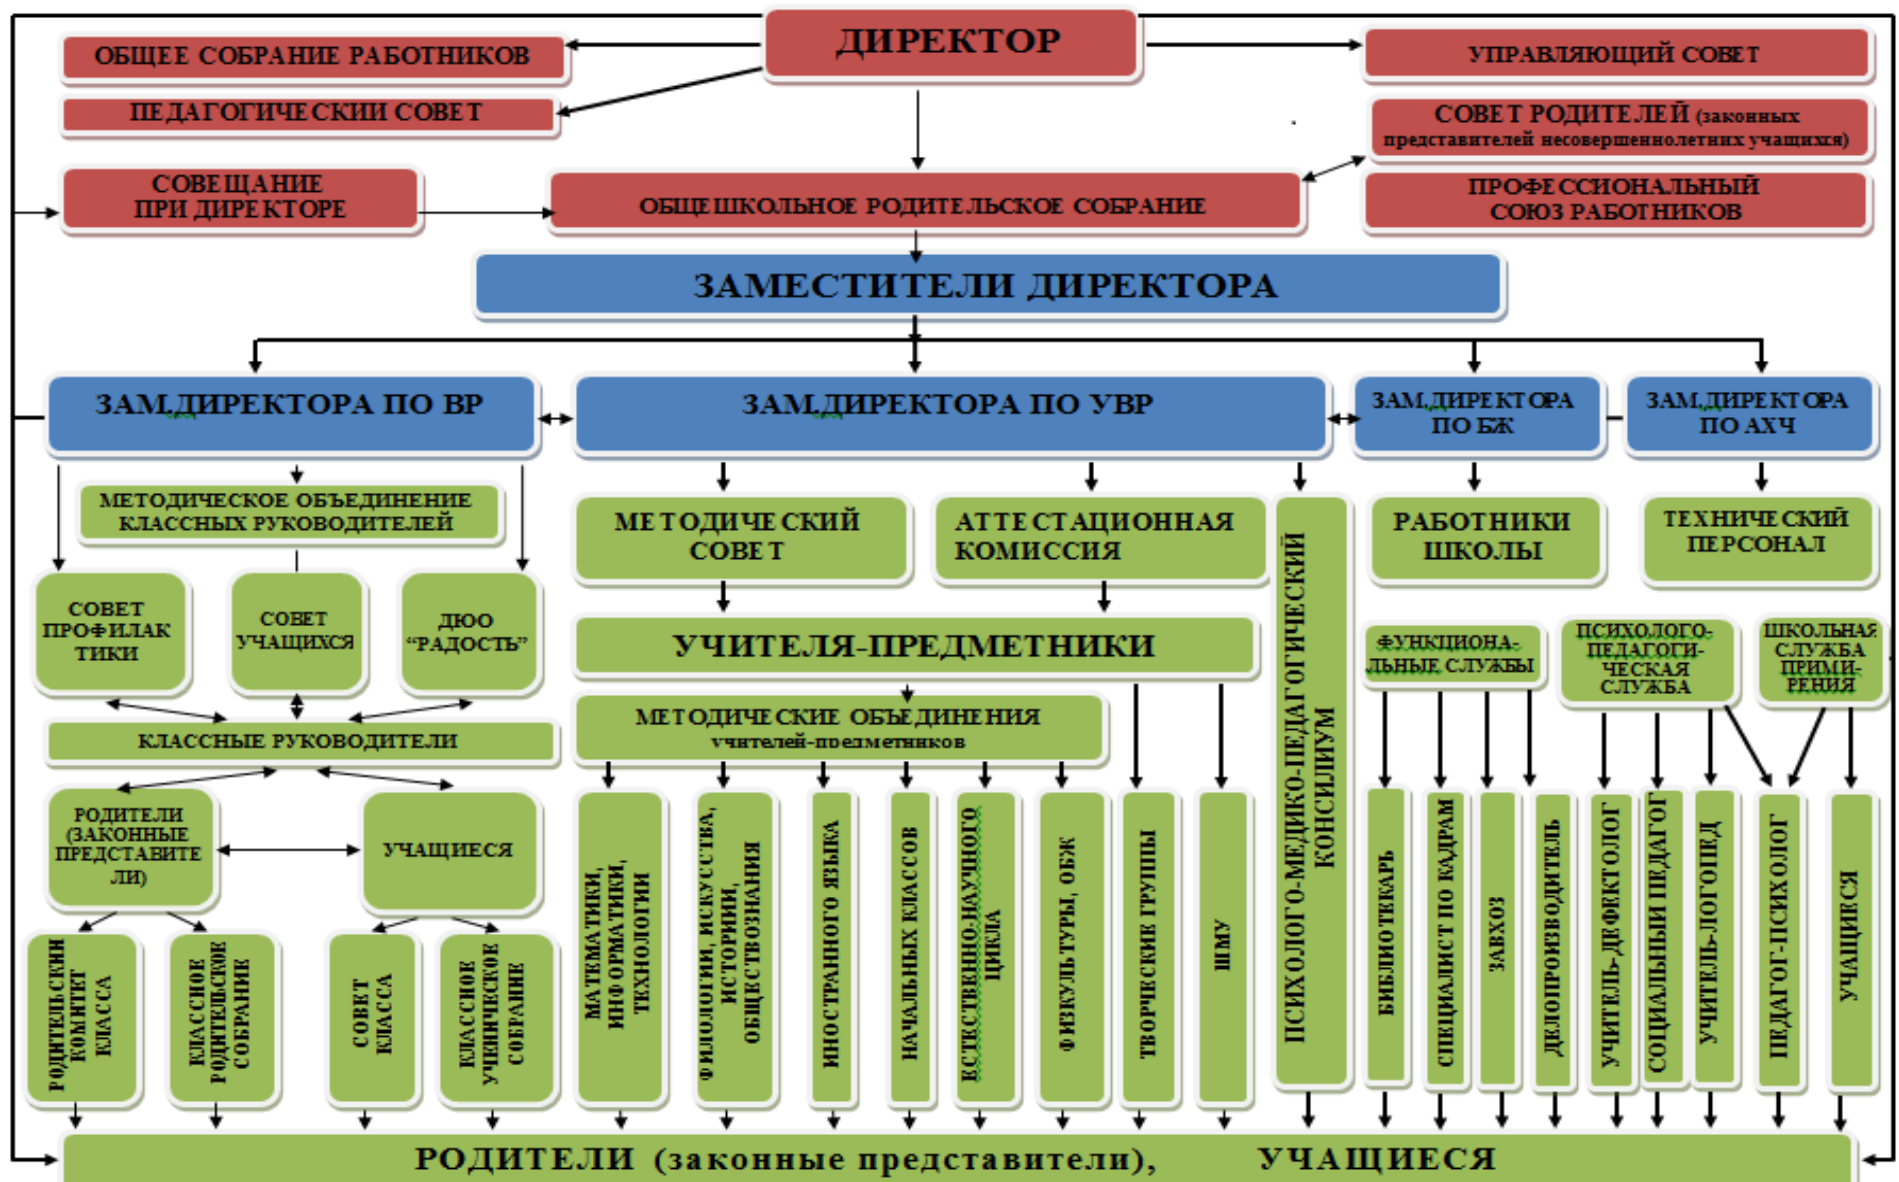 ДИРЕКТОР
ОБЩЕЕ СОБРАНИЕ РАБОТНИКОВ
УПРАВЛЯЮЩИЙ СОВЕТ
ПЕДАГОГИЧЕСКИИ СОВЕТ
СОВЕТ РОДИТЕЛЕЙ (законных
представителей несовершеннолетних учащихся)
СОВЕЩАНИЕ
ПРИ ДИРЕКТОРЕ
ОБЩЕШКОЛЬНОЕ РОДИТЕЛЬСКОЕ СОБРАНИЕ
ПРОФЕССИОНАЛЬНЫЙ
СОЮЗ РАБОТНИКОВ
ЗАМЕСТИТЕЛИ ДИРЕКТОРА
ЗАМ.ДИРЕКТОРА ПО ВР
ЗАМ.ДИРЕКТОРА ПО УВР
ЗАМ.ДИРЕКТОРА
ПО БЖ
ЗАМ.ДИРЕКТОРА
ПО АХЧ
МЕТОДИЧЕСКОЕ ОБЪЕДИНЕНИЕ
КЛАССНЫХ РУКОВОДИТЕЛЕЙ
МЕТОДИЧЕСКИЙ
СОВЕТ
АТТЕСТАЦИОННАЯ
КОМИССИЯ
ПСИХОЛОГО-МЕДИКО-ПЕДАГОГИЧЕСКИЙ
КОНСИЛИУМ
РАБОТНИКИ
ШКОЛЫ
ТЕХНИЧЕСКИЙ
ПЕРСОНАЛ
СОВЕТ
ПРОФИЛАК
ТИКИ
СОВЕТ
УЧАЩИХСЯ
ДЮО
“РАДОСТЬ”
УЧИТЕЛЯ-ПРЕДМЕТНИКИ
ФУНКЦИОНА-
ЛЬНЫЕ СЛУЖБЫ
ПСИХОЛОГО-
ПЕДАГОГИ-
ЧЕСКАЯ
СЛУЖБА
ШКОЛЬНАЯ
СЛУЖБА
ПРИМИ-
РЕНИЯ
КЛАССНЫЕ РУКОВОДИТЕЛИ
МЕТОДИЧЕСКИЕ ОБЪЕДИНЕНИЯ
учителей-предметников
РОДИТЕЛИ
(ЗАКОННЫЕ
ПРЕДСТАВИТЕ
ЛИ)
УЧАЩИЕСЯ
РОДИТЕЛЬСКИЙ
КОМИТЕТ
КЛАССА
КЛАССНОЕ
РОДИТЕЛЬСКОЕ
СОБРАНИЕ
СОВЕТ
КЛАССА
КЛАССНОЕ
УЧЕНИЧЕСКОЕ
СОБРАНИЕ
МАТЕМАТИКИ,
ИНФОРМАТИКИ,
ТЕХНОЛОГИИ
ФИЛОЛОГИИ, ИСКУСТВА,
ИСТОРИИ,
ОБЩЕСТВОЗНАНИЯ
ИНОСТРАННОГО ЯЗЫКА
НАЧАЛЬНЫХ КЛАССОВ
ЕСТЕСТВЕННО-НАУЧНОГО
ЦИКЛА
ФИЗКУЛЬТУРЫ, ОБЖ
ТВОРЧЕСКИЕ ГРУППЫ
ШМУ
БИБЛИОТЕКАРЬ
СПЕЦИАЛИСТ ПО КАДРАМ
ЗАВХОЗ
ДЕЛОПРОИЗВОДИТЕЛЬ
УЧИТЕЛЬ-ДЕФЕКТОЛОГ
СОЦИАЛЬНЫЙ ПЕДАГОГ
УЧИТЕЛЬ-ЛОГОПЕД
ПЕДАГОГ-ПСИХОЛОГ
УЧАЩИЕСЯ
РОДИТЕЛИ (законные представители), УЧАЩИЕСЯ